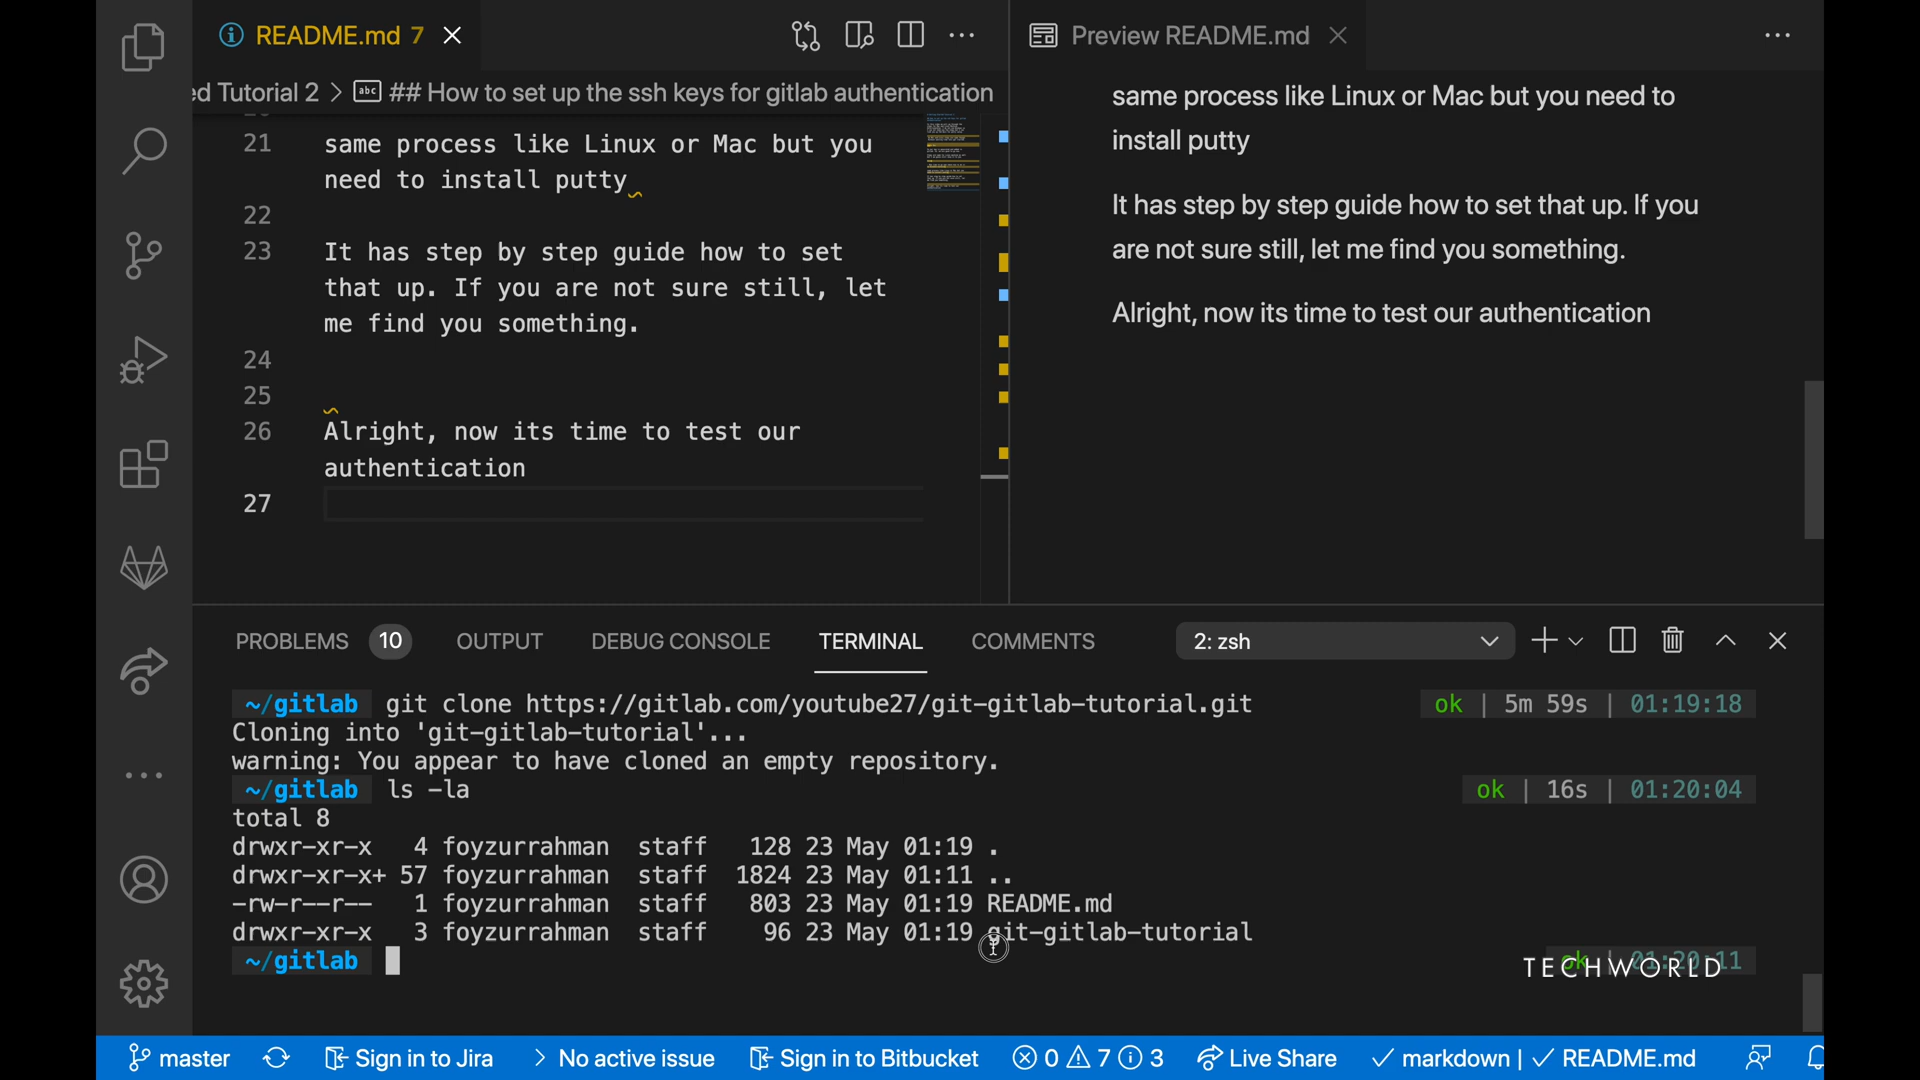 README.md 7
Preview README.md
ed Tutorial 2 > abc ## How to set up the ssh keys for gitlab authentication
21 same process like Linux or Mac but you
need to install putty
22
23 It has step by step guide how to set
that up. If you are not sure still, let
me find you something.
24
25
26 Alright, now its time to test our
authentication
27
same process like Linux or Mac but you need to
install putty
It has step by step guide how to set that up. If you
are not sure still, let me find you something.
Alright, now its time to test our authentication
PROBLEMS 10 OUTPUT DEBUG CONSOLE TERMINAL COMMENTS 2: zsh
~/gitlab git clone https://gitlab.com/youtube27/git-gitlab-tutorial.git ok | 5m 59s | 01:19:18
Cloning into 'git-gitlab-tutorial'...
warning: You appear to have cloned an empty repository.
~/gitlab ls -la ok | 16s | 01:20:04
total 8
drwxr-xr-x 4 foyzurrahman staff 128 23 May 01:19 .
drwxr-xr-x+ 57 foyzurrahman staff 1824 23 May 01:11 ..
-rw-r--r-- 1 foyzurrahman staff 803 23 May 01:19 README.md
drwxr-xr-x 3 foyzurrahman staff 96 23 May 01:19 git-gitlab-tutorial
~/gitlab ok | 01:20:11
TECHWORLD
master Sign in to Jira > No active issue Sign in to Bitbucket 0 7 3 Live Share ✓ markdown | ✓ README.md